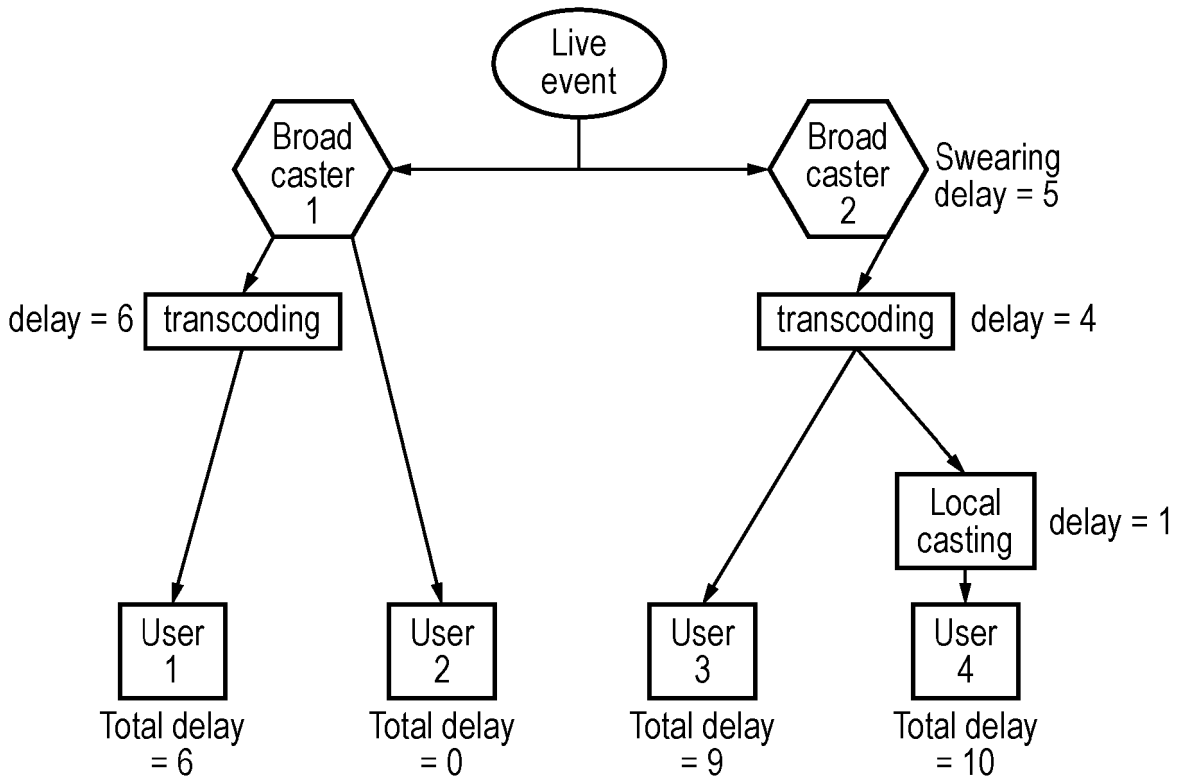 Live
event
Broad
caster
1
Broad
caster
2
Swearing
delay = 5
delay = 6
transcoding
transcoding
delay = 4
Local
casting
delay = 1
User
1
User
2
User
3
User
4
Total delay
= 6
Total delay
= 0
Total delay
= 9
Total delay
= 10